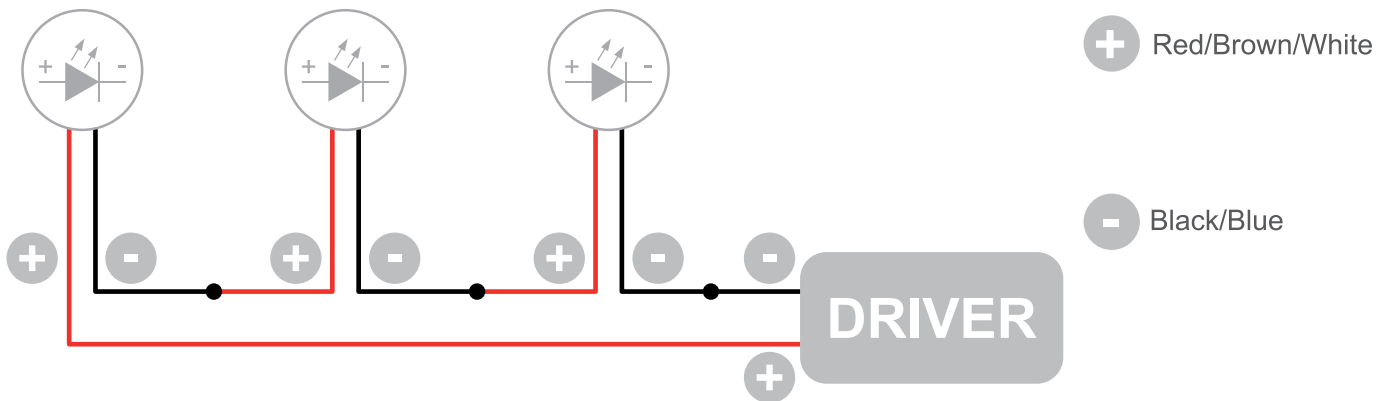 + -
+ -
+ -
+ Red/Brown/White
- Black/Blue
+ - + - + - -
DRIVER
+